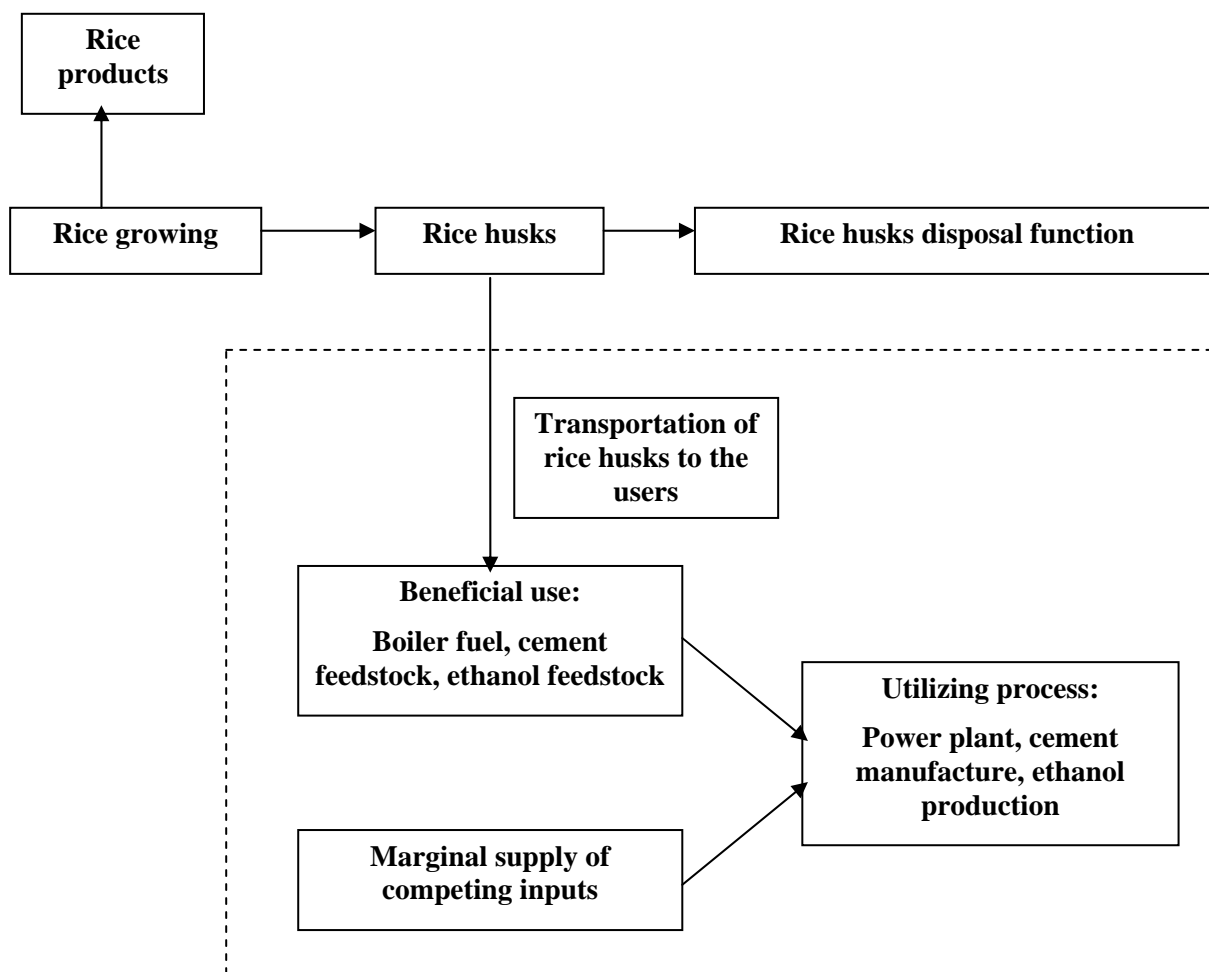 Rice
products
Rice growing
Rice husks
Rice husks disposal function
Transportation of
rice husks to the
users
Beneficial use:
Boiler fuel, cement
feedstock, ethanol feedstock
Utilizing process:
Power plant, cement
manufacture, ethanol
production
Marginal supply of
competing inputs